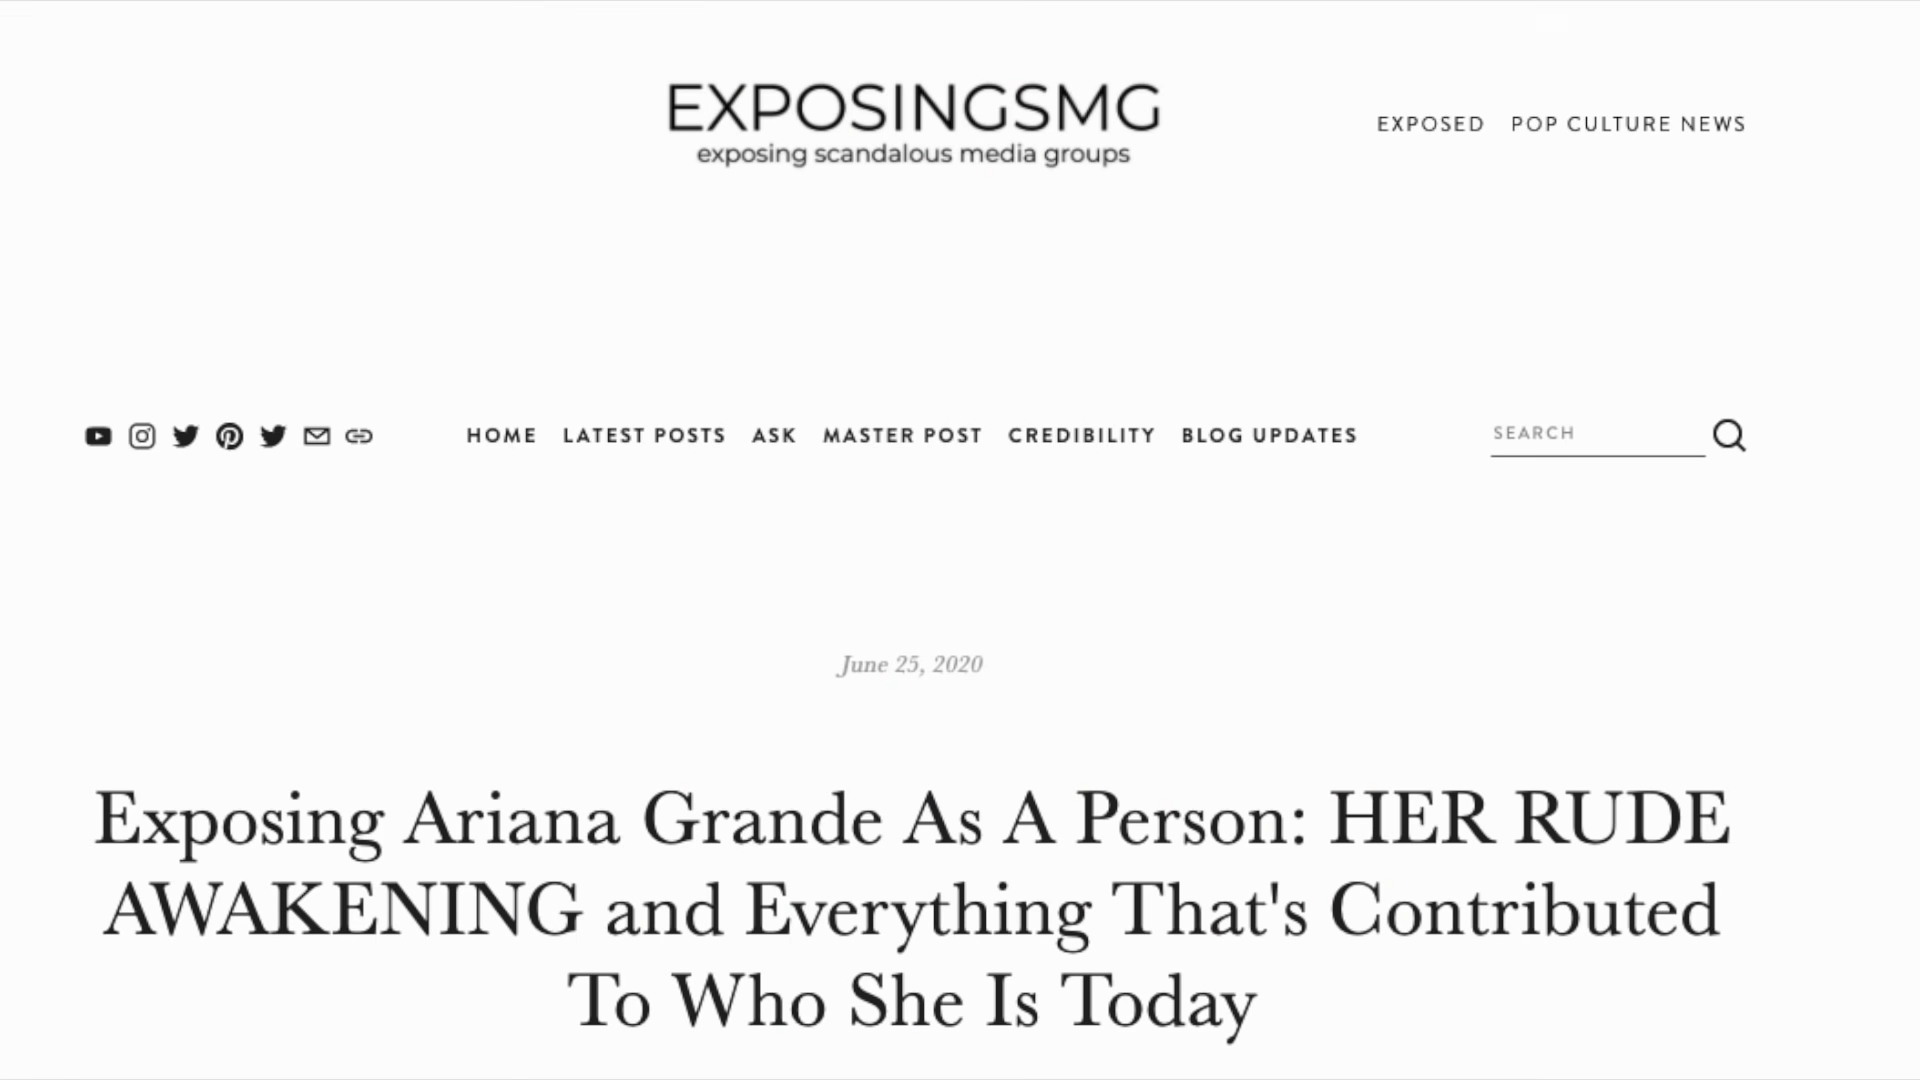 EXPOSINGSMG
exposing scandalous media groups
EXPOSED POP CULTURE NEWS
HOME LATEST POSTS ASK MASTER POST CREDIBILITY BLOG UPDATES
SEARCH
June 25, 2020
Exposing Ariana Grande As A Person: HER RUDE
AWAKENING and Everything That's Contributed
To Who She Is Today